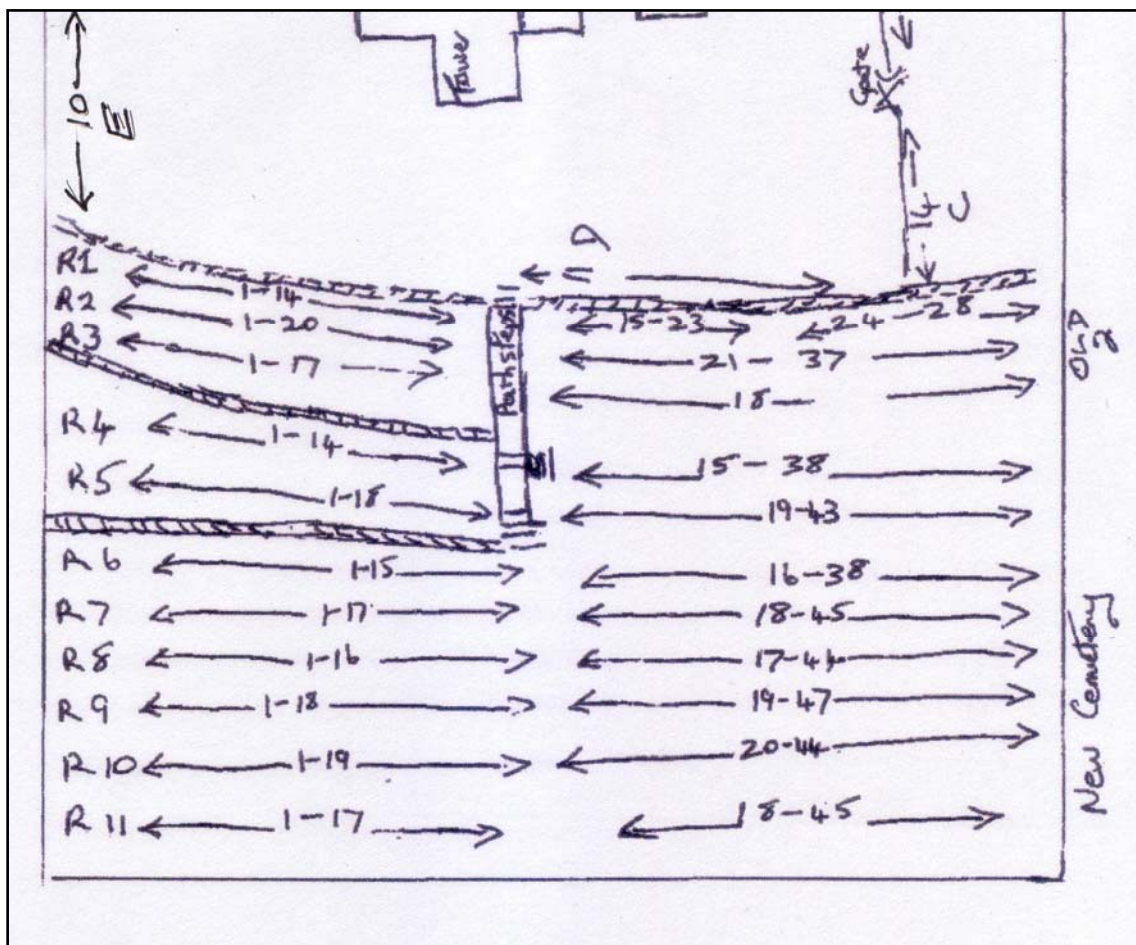 Tower
Gate
10
E
14
C
D
11
R1 1-14 15-23 24-28
R2 1-20 21-37
R3 1-17 18-
Path steps
R4 1-14 15-38
R5 1-18 19-43
R6 1-15 16-38
R7 1-17 18-45
R8 1-16 17-41
R9 1-18 19-47
R10 1-19 20-44
R11 1-17 18-45
OLD
New Cemetery